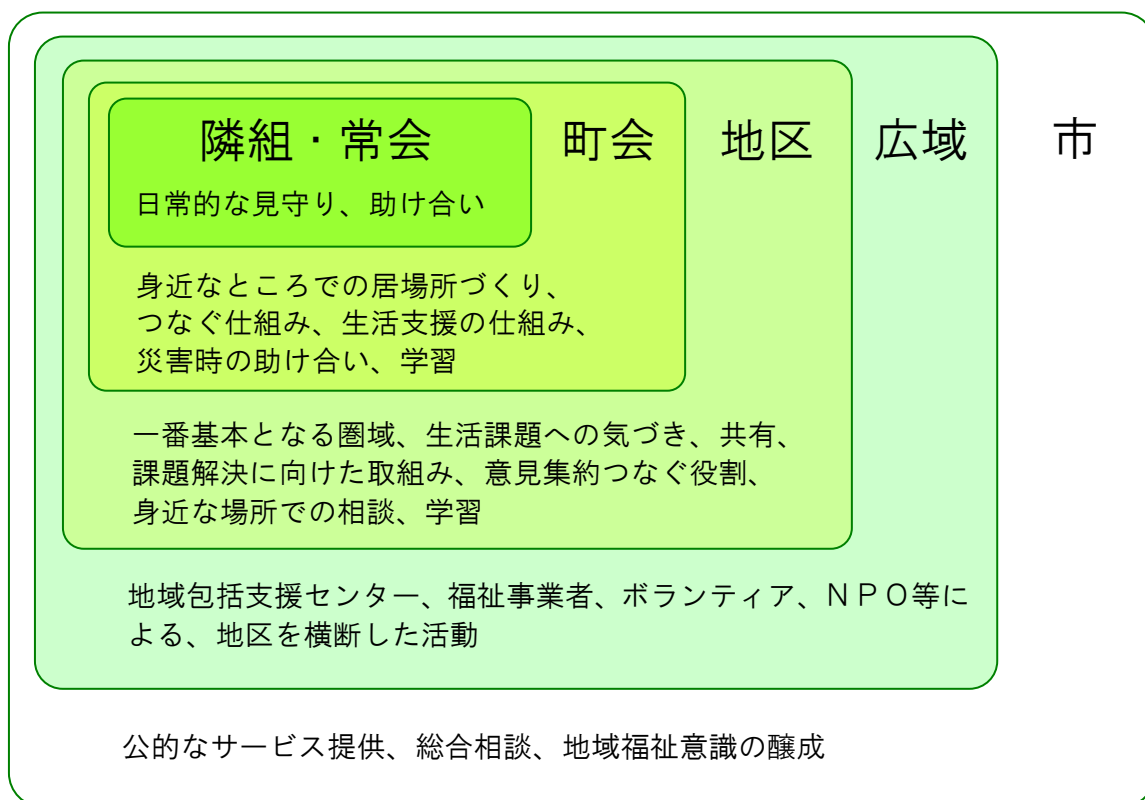 隣組・常会 町会 地区 広域 市
日常的な見守り、助け合い
身近なところでの居場所づくり、
つなぐ仕組み、生活支援の仕組み、
災害時の助け合い、学習
一番基本となる圏域、生活課題への気づき、共有、
課題解決に向けた取組み、意見集約つなぐ役割、
身近な場所での相談、学習
地域包括支援センター、福祉事業者、ボランティア、ＮＰＯ等に
よる、地区を横断した活動
公的なサービス提供、総合相談、地域福祉意識の醸成